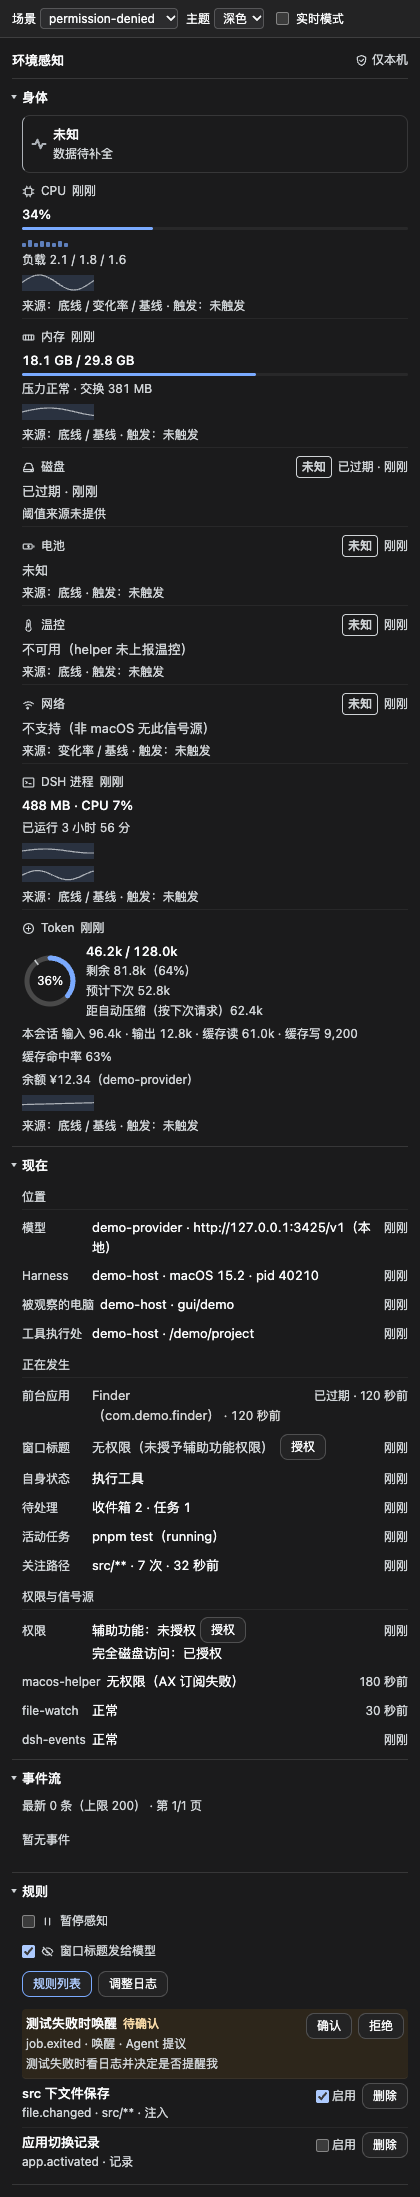 场景 permission-denied 主题 深色 实时模式
环境感知 仅本机
身体
未知
数据待补全
CPU 刚刚
34%
负载 2.1 / 1.8 / 1.6
来源：底线 / 变化率 / 基线 · 触发：未触发
内存 刚刚
18.1 GB / 29.8 GB
压力正常 · 交换 381 MB
来源：底线 / 基线 · 触发：未触发
磁盘 未知 已过期 · 刚刚
已过期 · 刚刚
阈值来源未提供
电池 未知 刚刚
未知
来源：底线 · 触发：未触发
温控 未知 刚刚
不可用（helper 未上报温控）
来源：底线 · 触发：未触发
网络 未知 刚刚
不支持（非 macOS 无此信号源）
来源：变化率 / 基线 · 触发：未触发
DSH 进程 刚刚
488 MB · CPU 7%
已运行 3 小时 56 分
来源：底线 / 基线 · 触发：未触发
Token 刚刚
36%
46.2k / 128.0k
剩余 81.8k（64%）
预计下次 52.8k
距自动压缩（按下次请求）62.4k
本会话 输入 96.4k · 输出 12.8k · 缓存读 61.0k · 缓存写 9,200
缓存命中率 63%
余额 ¥12.34（demo-provider）
来源：底线 / 基线 · 触发：未触发
现在
位置
模型 demo-provider · http://127.0.0.1:3425/v1（本 刚刚
地）
Harness demo-host · macOS 15.2 · pid 40210 刚刚
被观察的电脑 demo-host · gui/demo 刚刚
工具执行处 demo-host · /demo/project 刚刚
正在发生
前台应用 Finder 已过期 · 120 秒前
（com.demo.finder） · 120 秒前
窗口标题 无权限（未授予辅助功能权限） 授权 刚刚
自身状态 执行工具 刚刚
待处理 收件箱 2 · 任务 1 刚刚
活动任务 pnpm test（running） 刚刚
关注路径 src/** · 7 次 · 32 秒前 刚刚
权限与信号源
权限 辅助功能：未授权 授权 刚刚
完全磁盘访问：已授权
macos-helper 无权限（AX 订阅失败） 180 秒前
file-watch 正常 30 秒前
dsh-events 正常 刚刚
事件流
最新 0 条（上限 200） · 第 1/1 页
暂无事件
规则
暂停感知
窗口标题发给模型
规则列表 调整日志
测试失败时唤醒 待确认 确认 拒绝
job.exited · 唤醒 · Agent 提议
测试失败时看日志并决定是否提醒我
src 下文件保存 启用 删除
file.changed · src/** · 注入
应用切换记录 启用 删除
app.activated · 记录